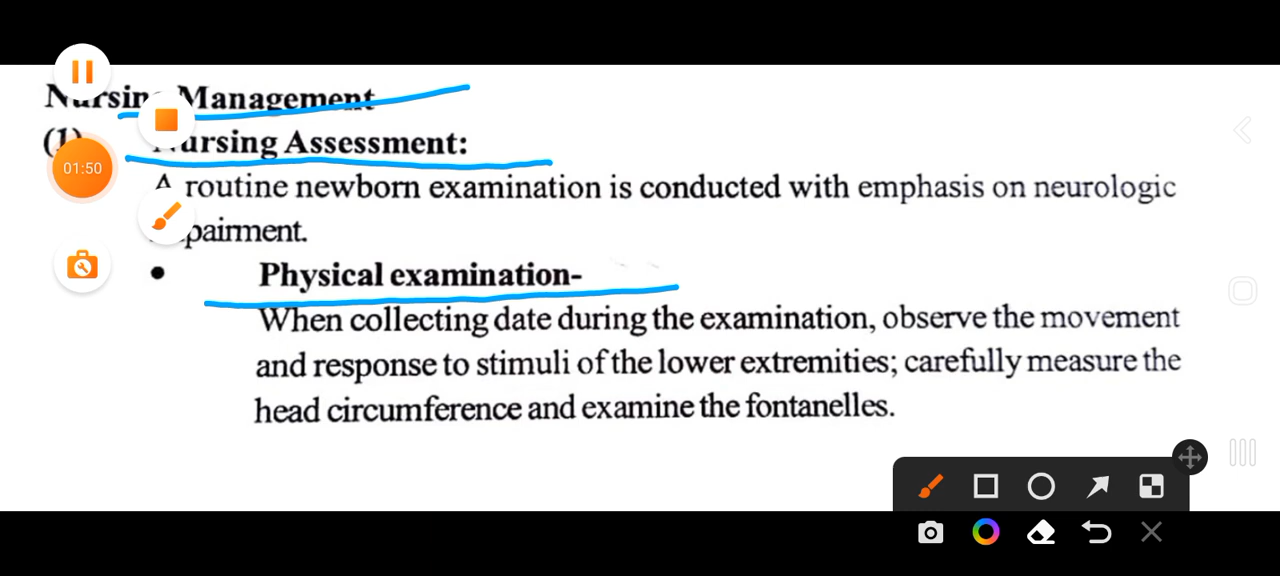 Management
Nursing Assessment:
01:50
A routine newborn examination is conducted with emphasis on neurologic
• Physical examination-
When collecting date during the examination, observe the movement
and response to stimuli of the lower extremities; carefully measure the
head circumference and examine the fontanelles.